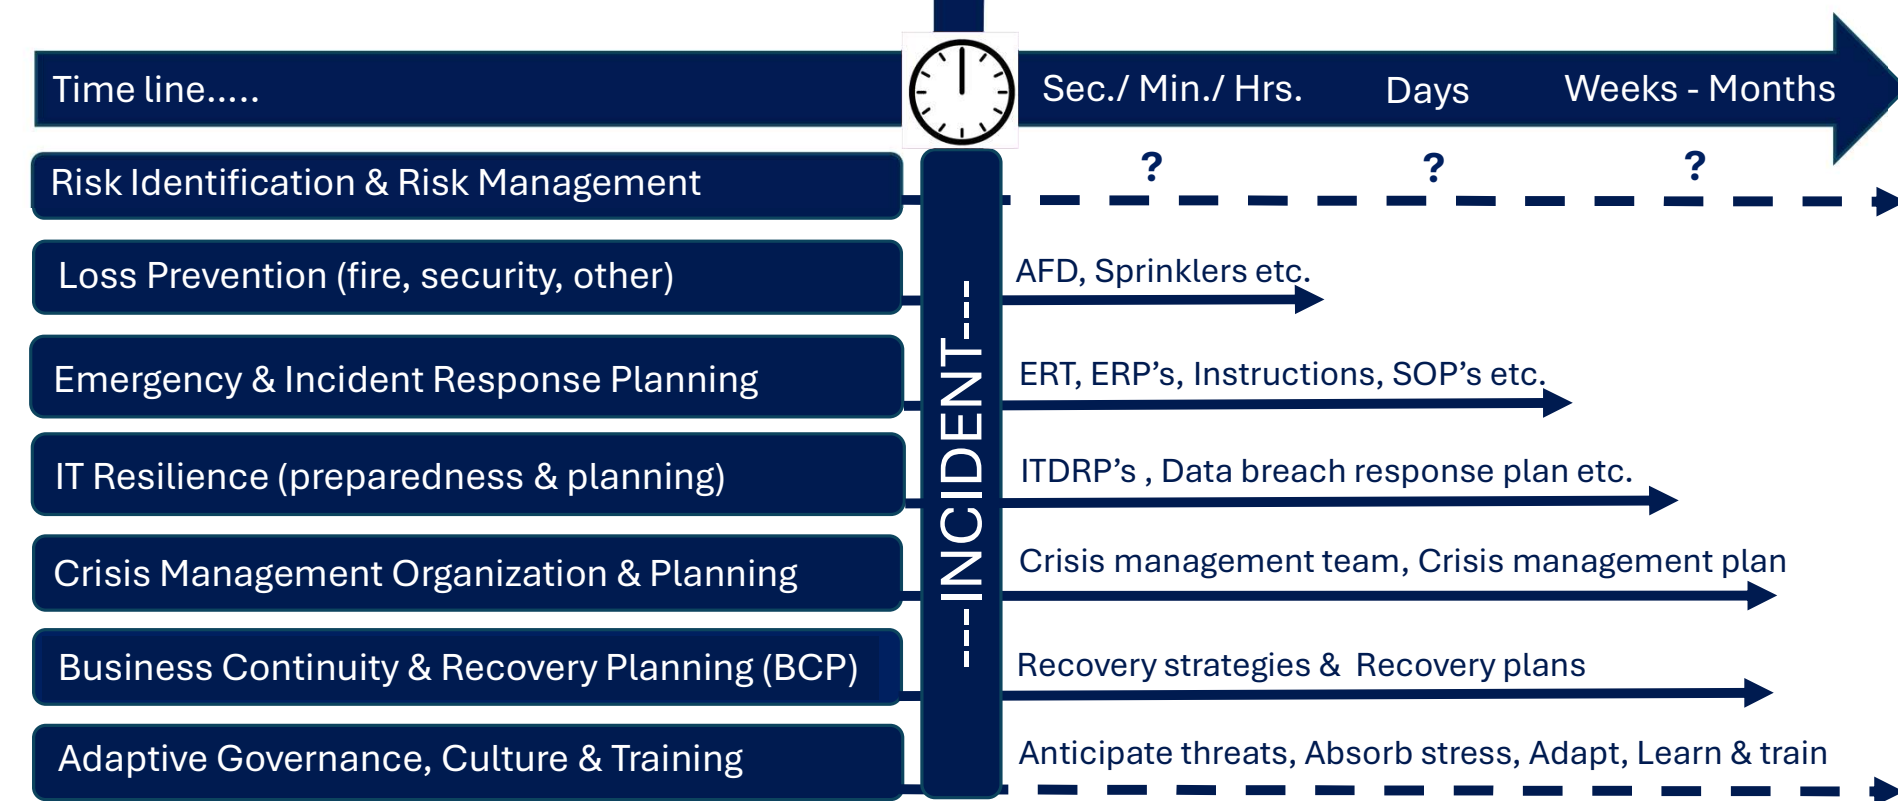 Time line.....
Sec./ Min./ Hrs.
Days
Weeks - Months
Risk Identification & Risk Management
? ? ?
Loss Prevention (fire, security, other)
AFD, Sprinklers etc.
Emergency & Incident Response Planning
ERT, ERP’s, Instructions, SOP’s etc.
IT Resilience (preparedness & planning)
ITDRP’s , Data breach response plan etc.
Crisis Management Organization & Planning
Crisis management team, Crisis management plan
Business Continuity & Recovery Planning (BCP)
Recovery strategies & Recovery plans
Adaptive Governance, Culture & Training
Anticipate threats, Absorb stress, Adapt, Learn & train
----INCIDENT----